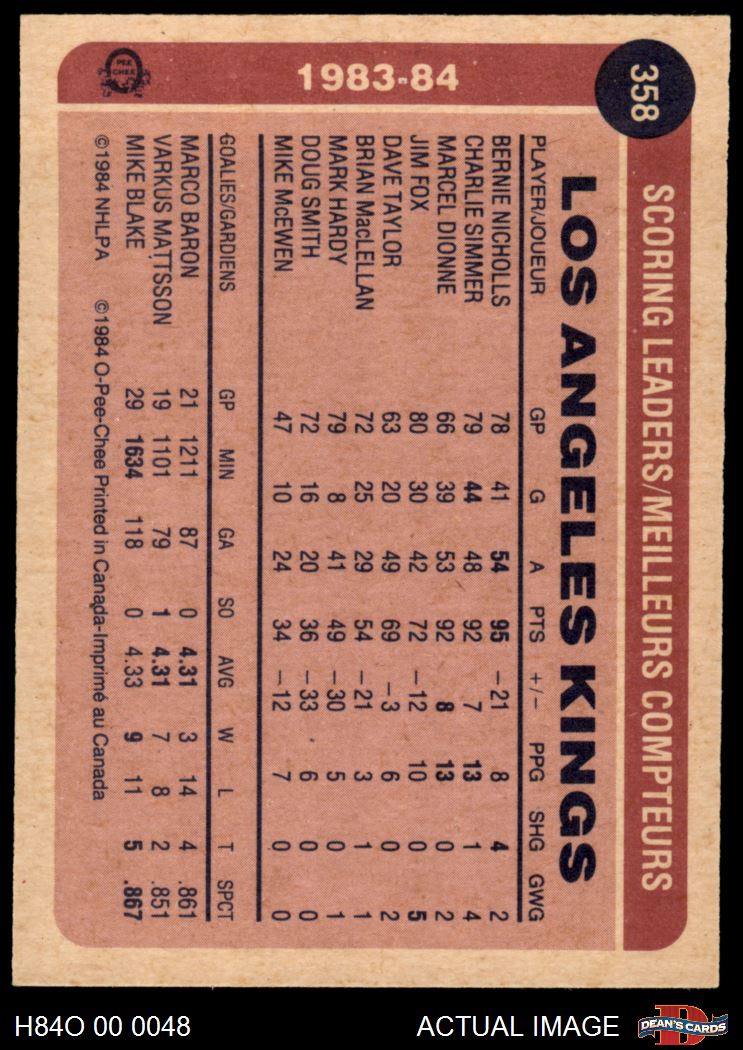 358
SCORING LEADERS/MEILLEURS COMPTEURS
1983-84
LOS ANGELES KINGS
PLAYER/JOUEUR GP G A PTS +/- PPG SHG GWG
BERNIE NICHOLLS 78 41 54 95 -21 8 4 2
CHARLIE SIMMER 79 44 48 92 7 13 1 4
MARCEL DIONNE 66 39 53 92 8 13 0 2
JIM FOX 80 30 42 72 -12 10 0 5
DAVE TAYLOR 63 20 49 69 -3 6 0 2
BRIAN MacLELLAN 72 25 29 54 -21 3 1 1
MARK HARDY 79 8 41 49 -30 5 0 1
DOUG SMITH 72 16 20 36 -33 6 0 0
MIKE McEWEN 47 10 24 34 -12 7 0 0
GOALIES/GARDIENS GP MIN GA SO AVG W L T SPCT
MARCO BARON 21 1211 87 0 4.31 3 14 4 .861
VARKUS MATTSSON 19 1101 79 1 4.31 7 8 2 .851
MIKE BLAKE 29 1634 118 0 4.33 9 11 5 .867
©1984 NHLPA ©1984 O-Pee-Chee Printed in Canada-Imprimé au Canada
O
PEE
CHEE
H84O 00 0048 ACTUAL IMAGE
D
DEAN'S CARDS